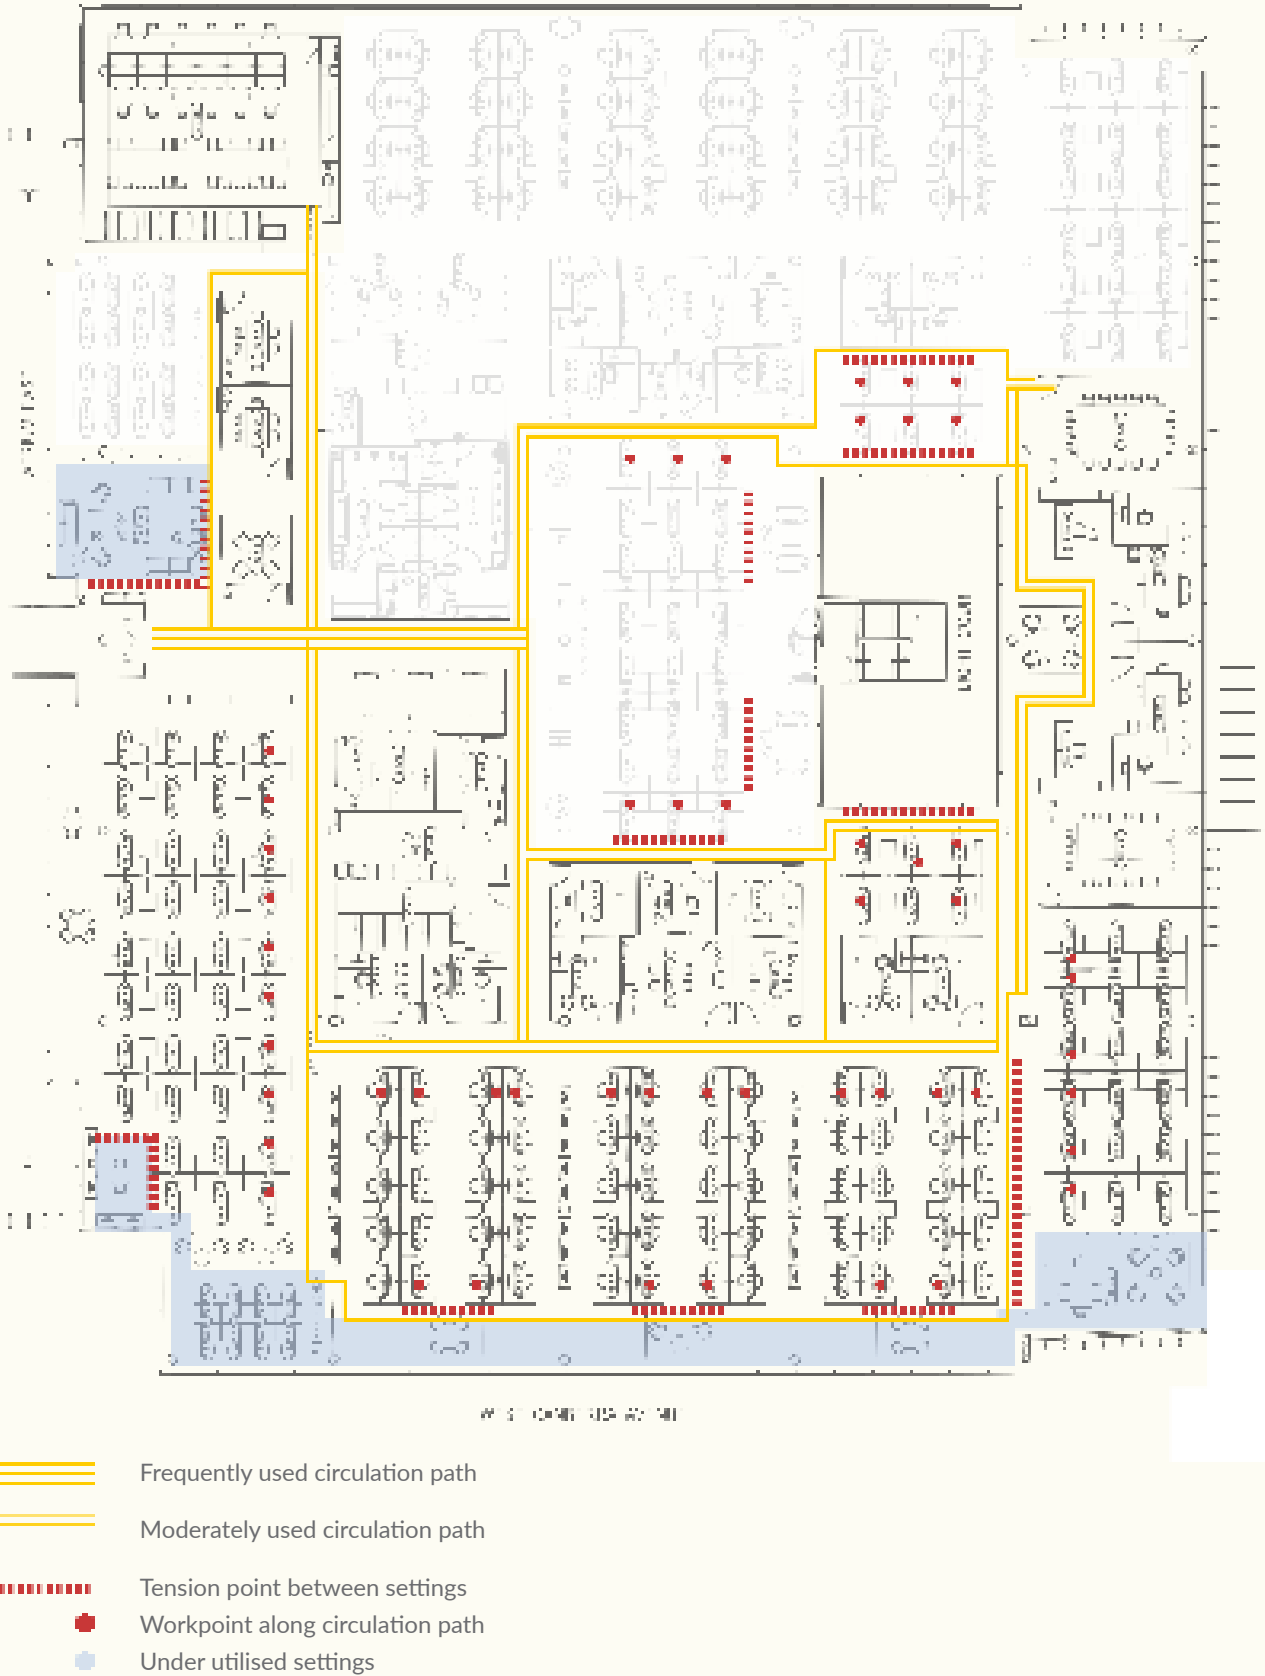 Frequently used circulation path
Moderately used circulation path
Tension point between settings
Workpoint along circulation path
Under utilised settings